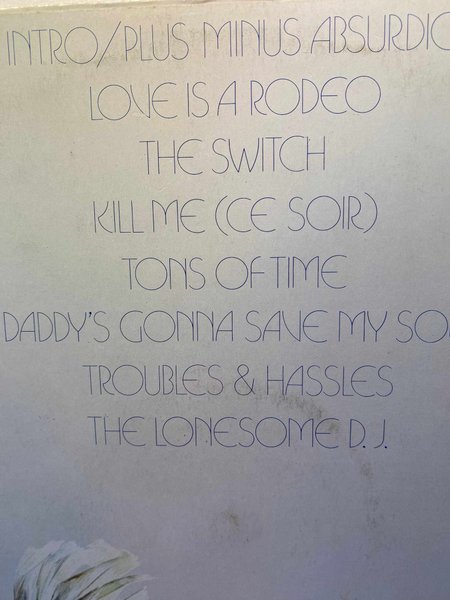 INTRO/PLUS MINUS ABSURDIO
LOVE IS A RODEO
THE SWITCH
KILL ME (CE SOIR)
TONS OF TIME
DADDY'S GONNA SAVE MY SO
TROUBLES & HASSLES
THE LONESOME D.J.